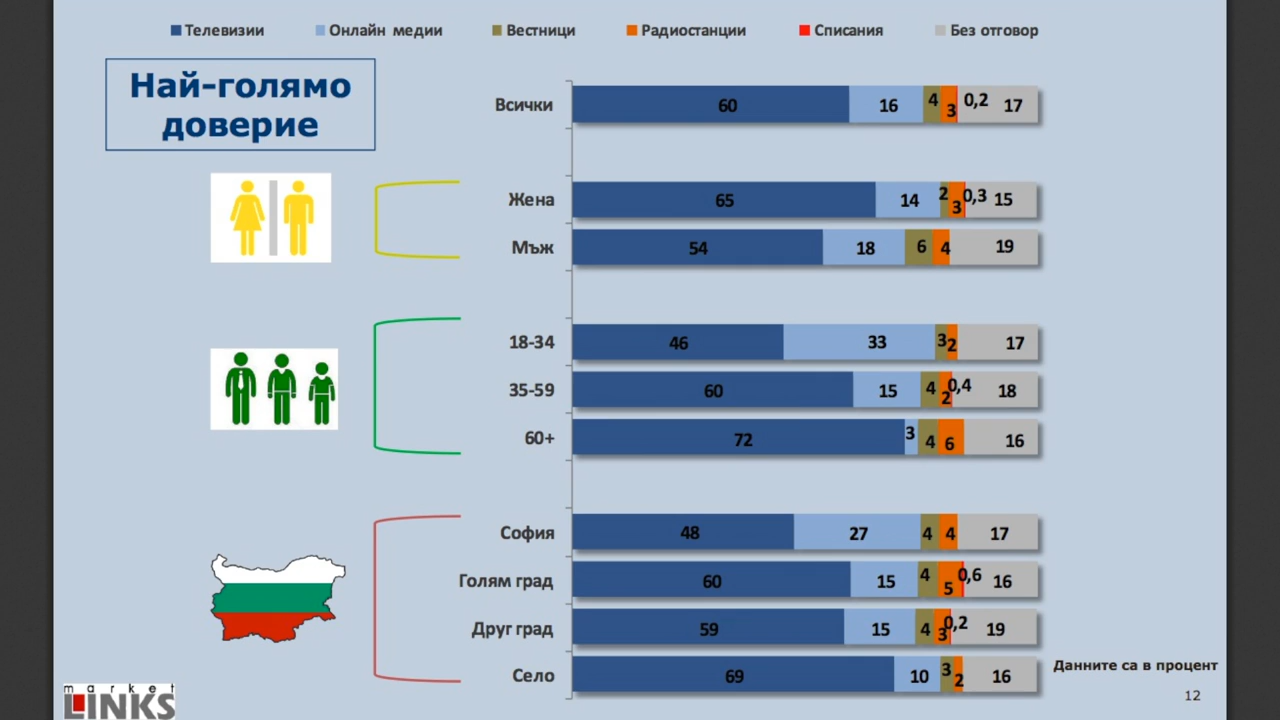 Телевизии Онлайн медии Вестници Радиостанции Списания Без отговор
Най-голямо
доверие
Всички 60 16 4 3 0,2 17
Жена 65 14 2 3 0,3 15
Мъж 54 18 6 4 19
18-34 46 33 3 2 17
35-59 60 15 4 2 0,4 18
60+ 72 3 4 6 16
София 48 27 4 4 17
Голям град 60 15 4 5 0,6 16
Друг град 59 15 4 3 0,2 19
Село 69 10 3 2 16
Данните са в процент
12
market
LINKS